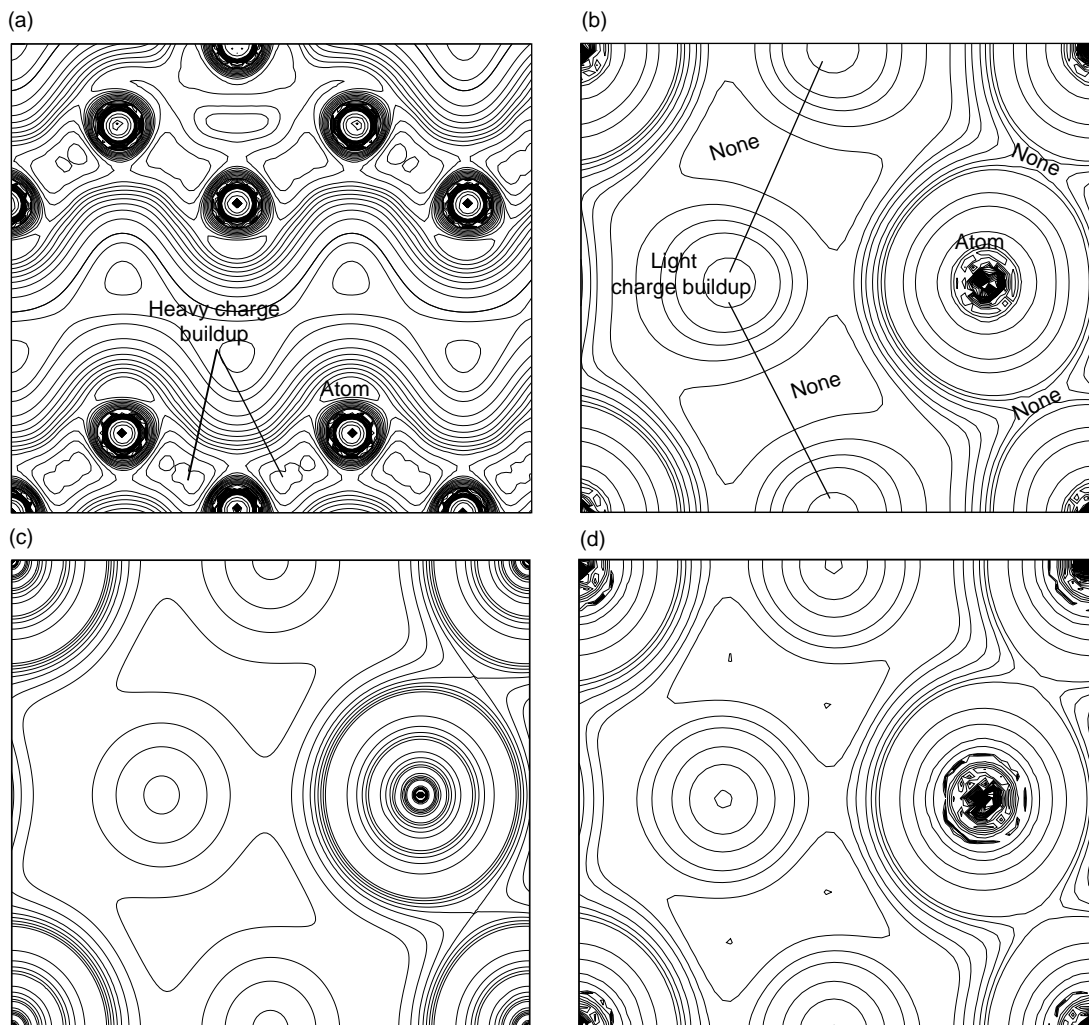 (a)
Heavy charge
buildup
Atom
(b)
None
None
Atom
Light
charge buildup
None
None
(c)
(d)